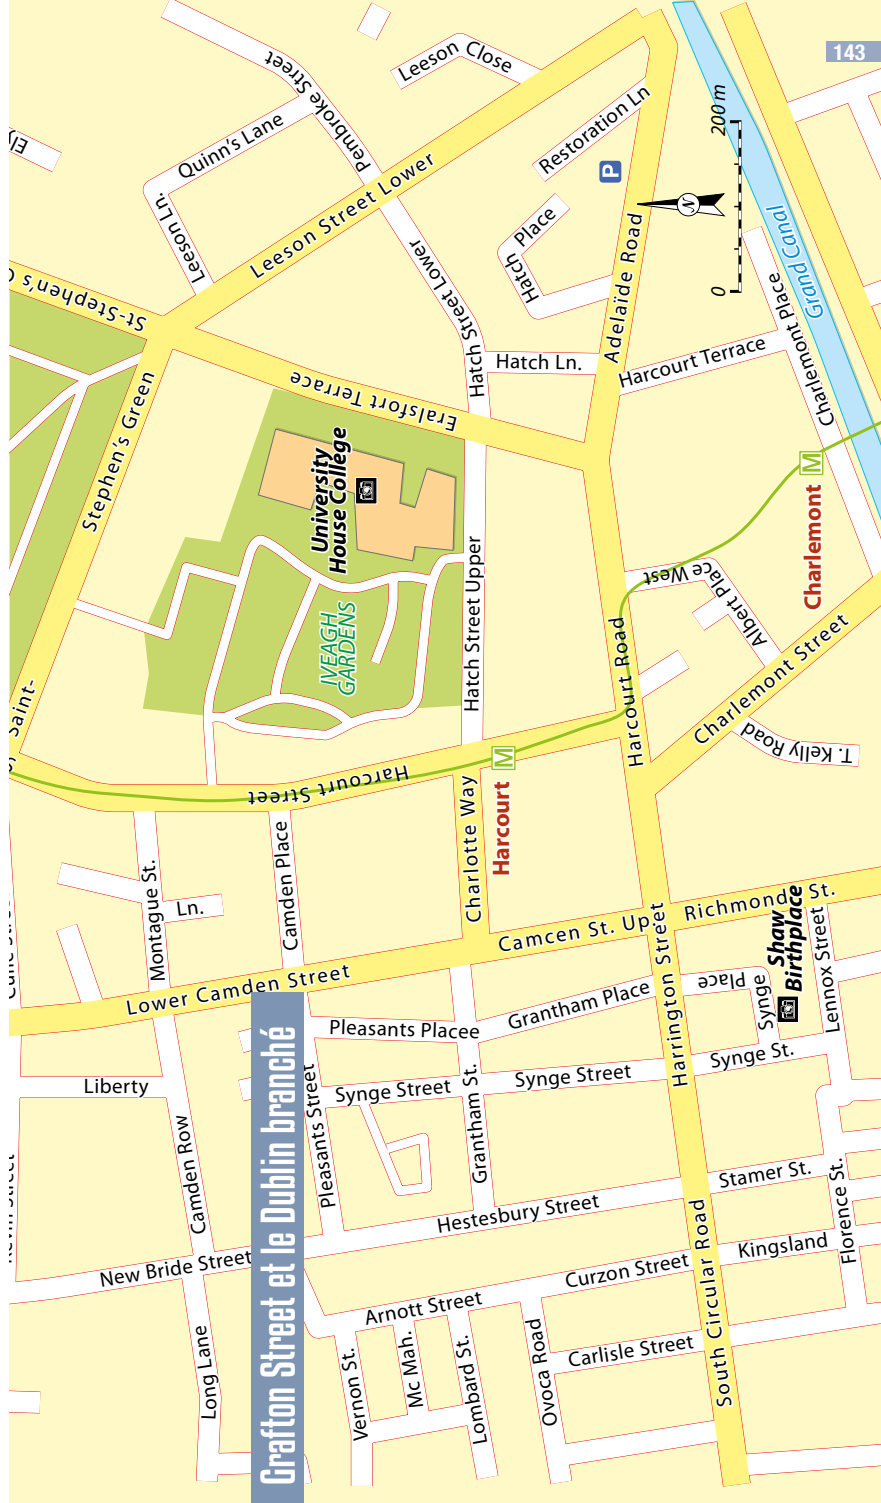 143
Grafton Street et le Dublin branché
Leeson Close
Pembroke Street
Quinn's Lane
Leeson Ln.
Leeson Street Lower
Restoration Ln
P
Hatch Place
Hatch Street Lower
Hatch Ln.
Adelaïde Road
Harcourt Terrace
Charlemont Place
Grand Canal
0
200 m
N
Ely
St-Stephen's
Stephen's Green
Saint-
Eralsfort Terrace
University
House College
IVEAGH
GARDENS
Hatch Street Upper
Harcourt Road
Albert Place West
M
Charlemont
Charlemont Street
T. Kelly Road
Harcourt Street
M
Harcourt
Charlotte Way
Camden Place
Montague St.
Ln.
Lower Camden Street
Camcen St. Up.
Richmond St.
Shaw
Birthplace
Lennox Street
Synge Place
Harrington Street
Grantham Place
Pleasants Placee
Synge Street
Synge Street
Synge St.
Grantham St.
Pleasants Street
Liberty
Camden Row
New Bride Street
Hestesbury Street
Stamer St.
Florence St.
Kingsland
Curzon Street
Arnott Street
South Circular Road
Carlisle Street
Ovoca Road
Lombard St.
Mc Mah.
Vernon St.
Long Lane